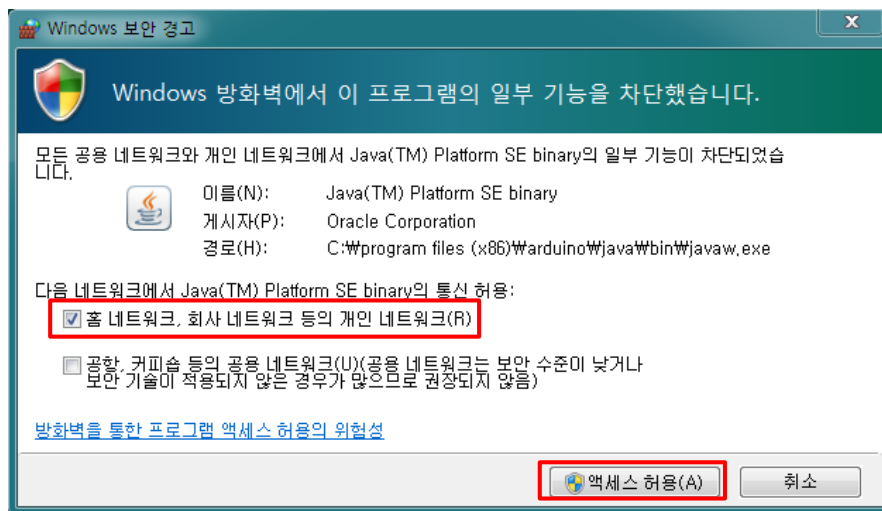 Windows 보안 경고
x
Windows 방화벽에서 이 프로그램의 일부 기능을 차단했습니다.
모든 공용 네트워크와 개인 네트워크에서 Java(TM) Platform SE binary의 일부 기능이 차단되었습
니다.
이름(N): Java(TM) Platform SE binary
게시자(P): Oracle Corporation
경로(H): C:₩program files (x86)₩arduino₩java₩bin₩javaw.exe
다음 네트워크에서 Java(TM) Platform SE binary의 통신 허용:
홈 네트워크, 회사 네트워크 등의 개인 네트워크(R)
공항, 커피숍 등의 공용 네트워크(U)(공용 네트워크는 보안 수준이 낮거나
보안 기술이 적용되지 않은 경우가 많으므로 권장되지 않음)
방화벽을 통한 프로그램 액세스 허용의 위험성
액세스 허용(A) 취소